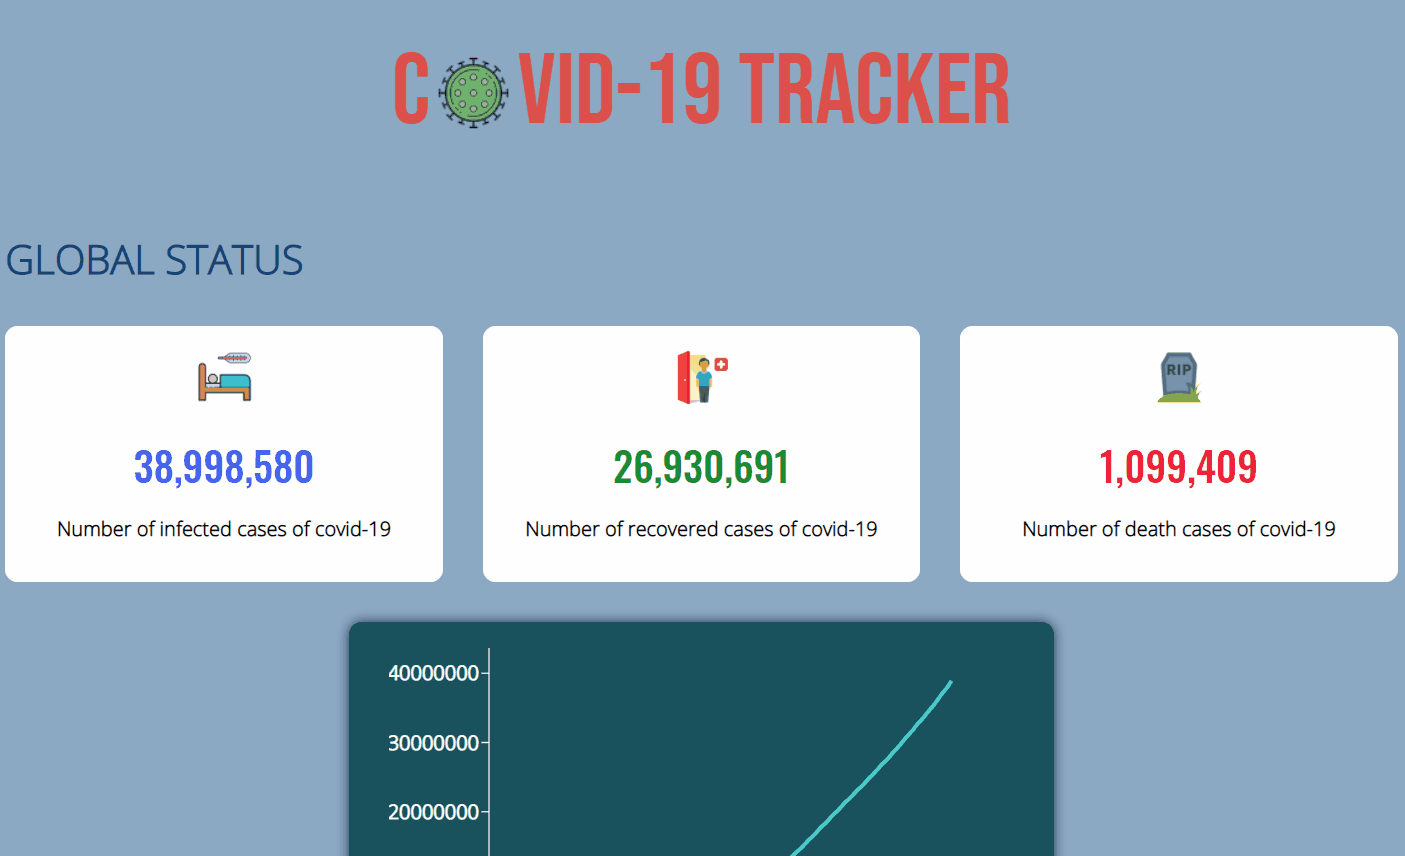 COVID-19 TRACKER
GLOBAL STATUS
38,998,580
Number of infected cases of covid-19
26,930,691
Number of recovered cases of covid-19
RIP
1,099,409
Number of death cases of covid-19
40000000
30000000
20000000